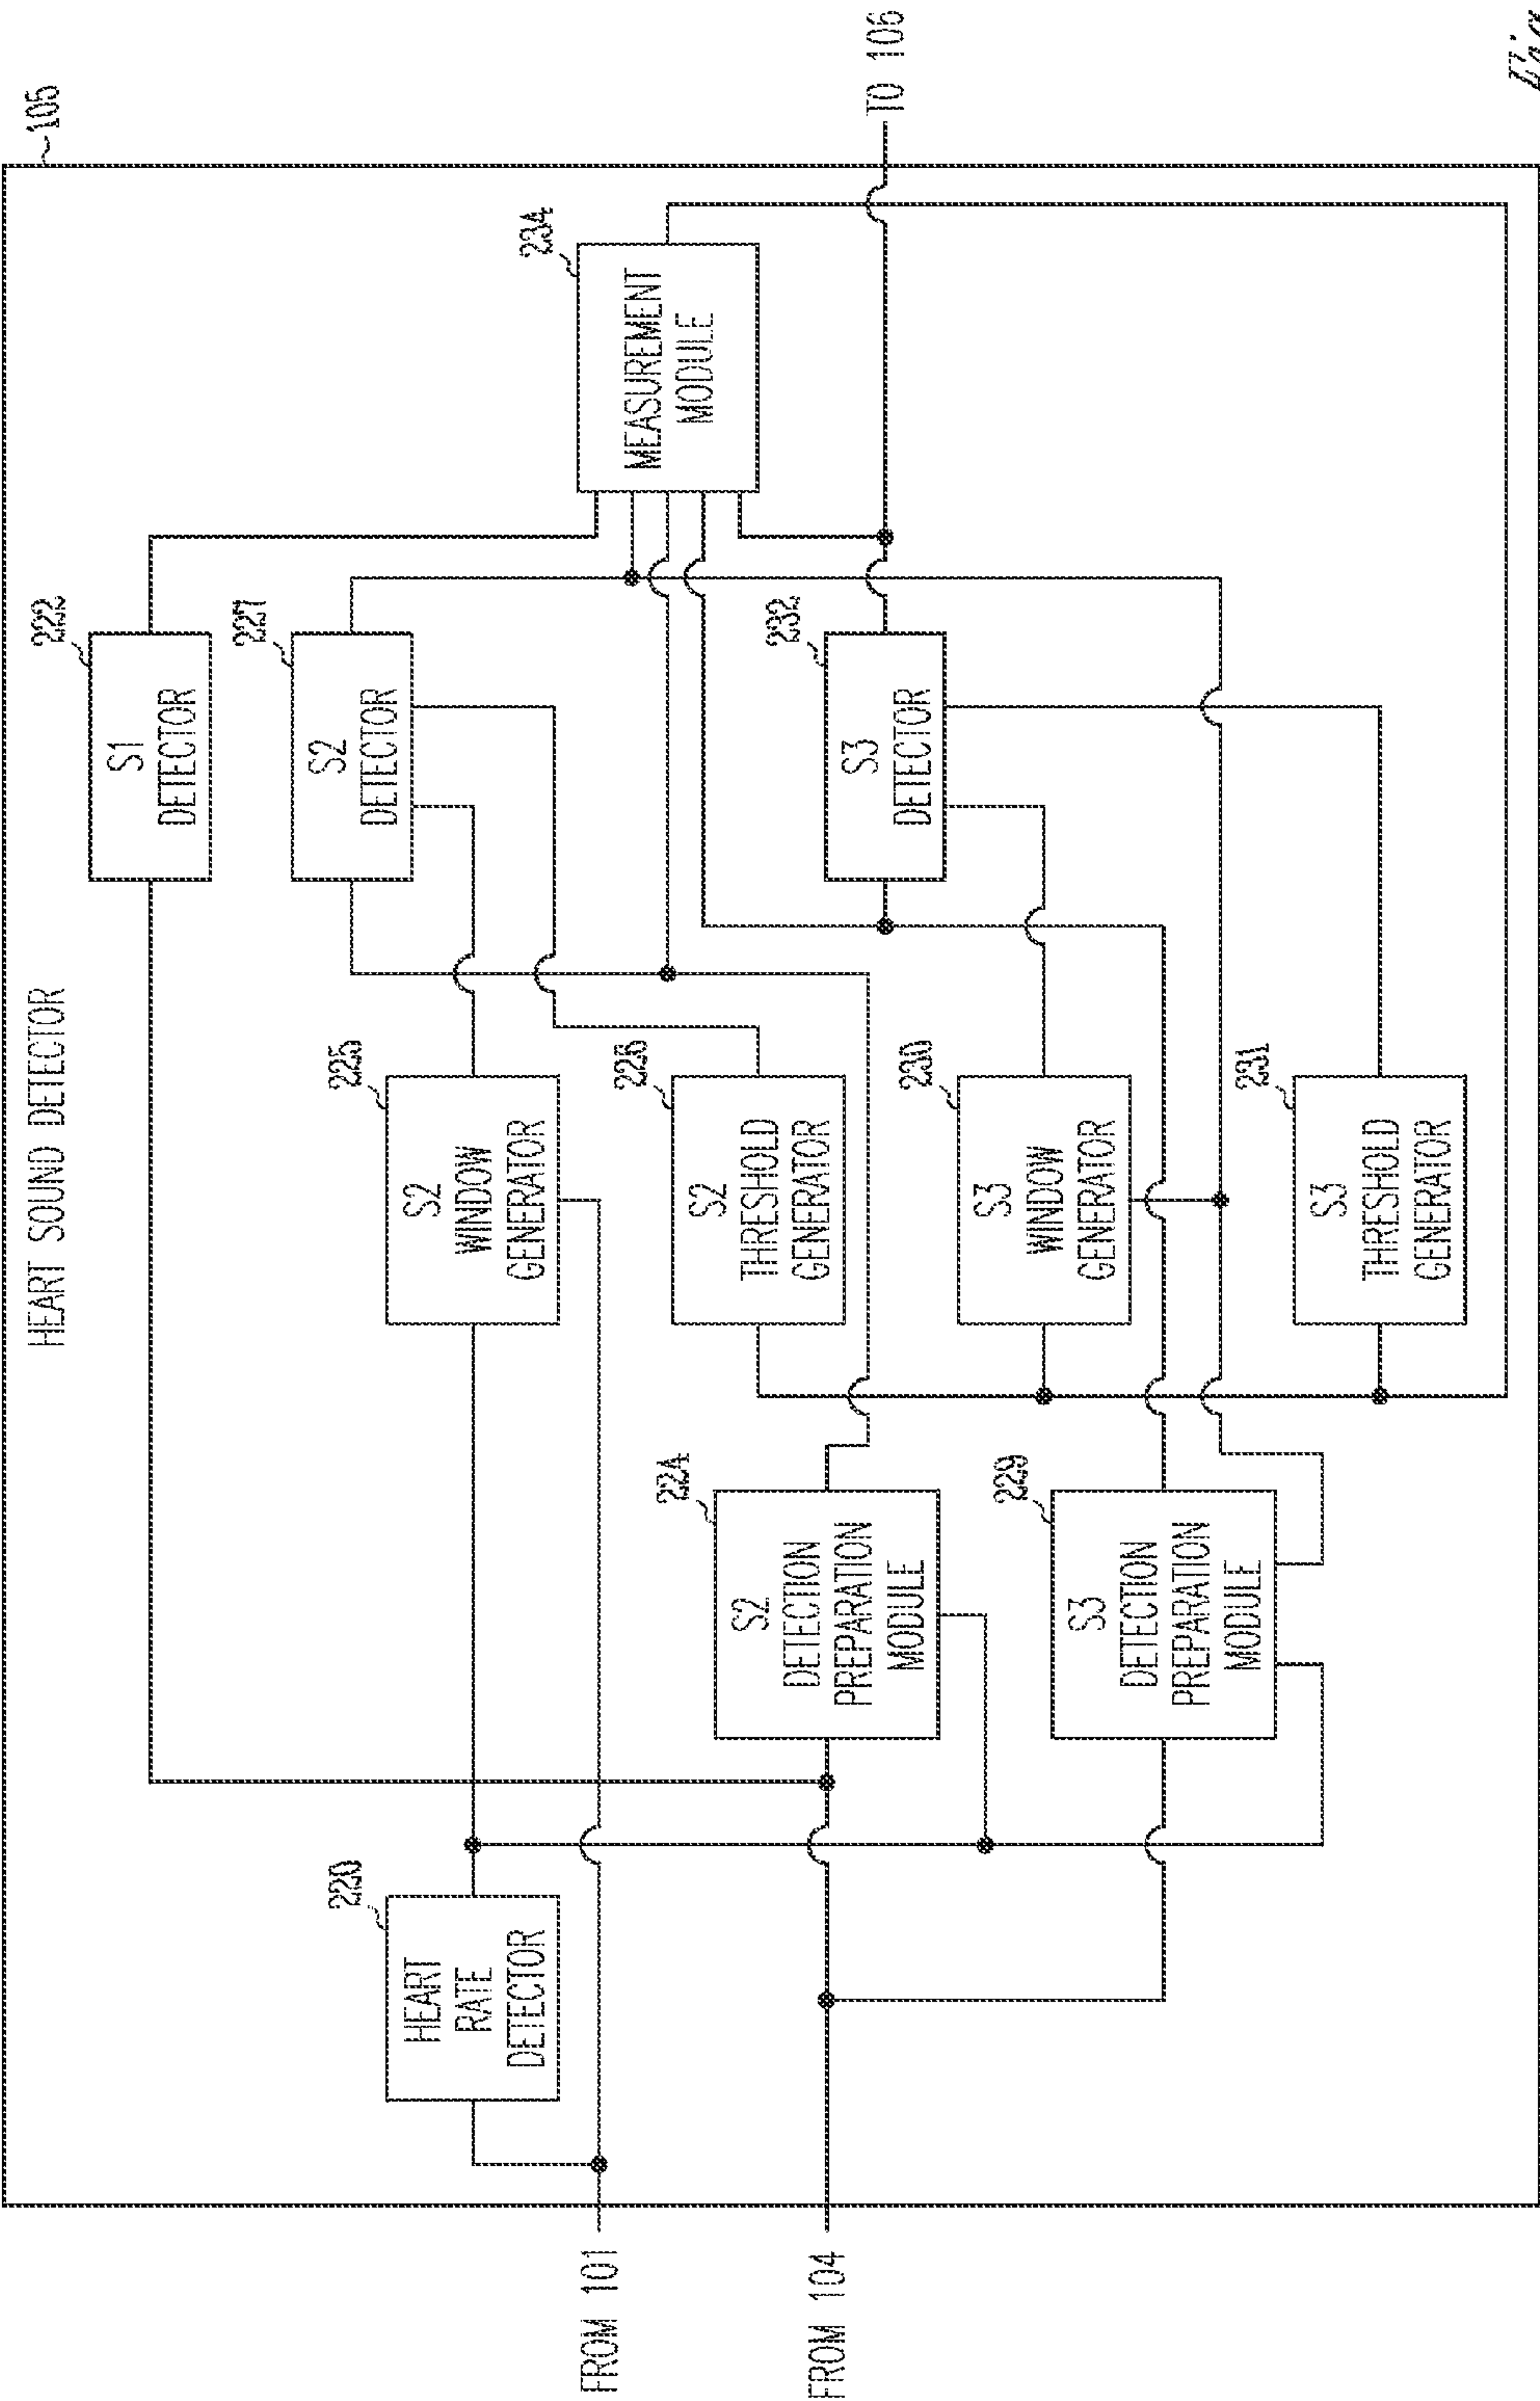 HEART SOUND DETECTOR
105
222
S1
DETECTOR
227
S2
DETECTOR
220
HEART
RATE
DETECTOR
225
S2
WINDOW
GENERATOR
234
MEASUREMENT
MODULE
FROM 101
226
S2
THRESHOLD
GENERATOR
224
S2
DETECTION
PREPARATION
MODULE
232
S3
DETECTOR
FROM 104
TO 106
230
S3
WINDOW
GENERATOR
229
S3
DETECTION
PREPARATION
MODULE
231
S3
THRESHOLD
GENERATOR